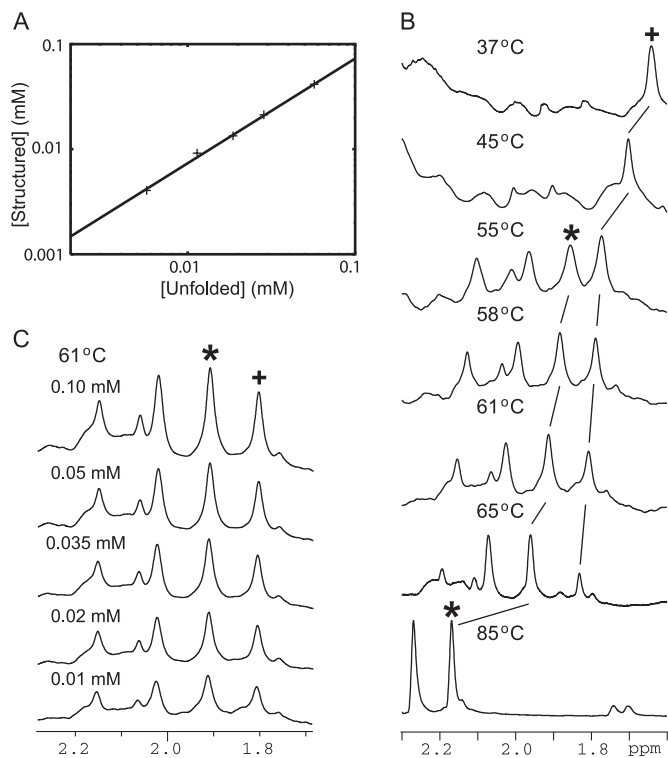 A
0.1
0.01
0.001
[Structured] (mM)
0.01 0.1
[Unfolded] (mM)
B
37°C
+
45°C
55°C
*
58°C
61°C
65°C
*
85°C
2.2 2.0 1.8 ppm
C
61°C
*
+
0.10 mM
0.05 mM
0.035 mM
0.02 mM
0.01 mM
2.2 2.0 1.8